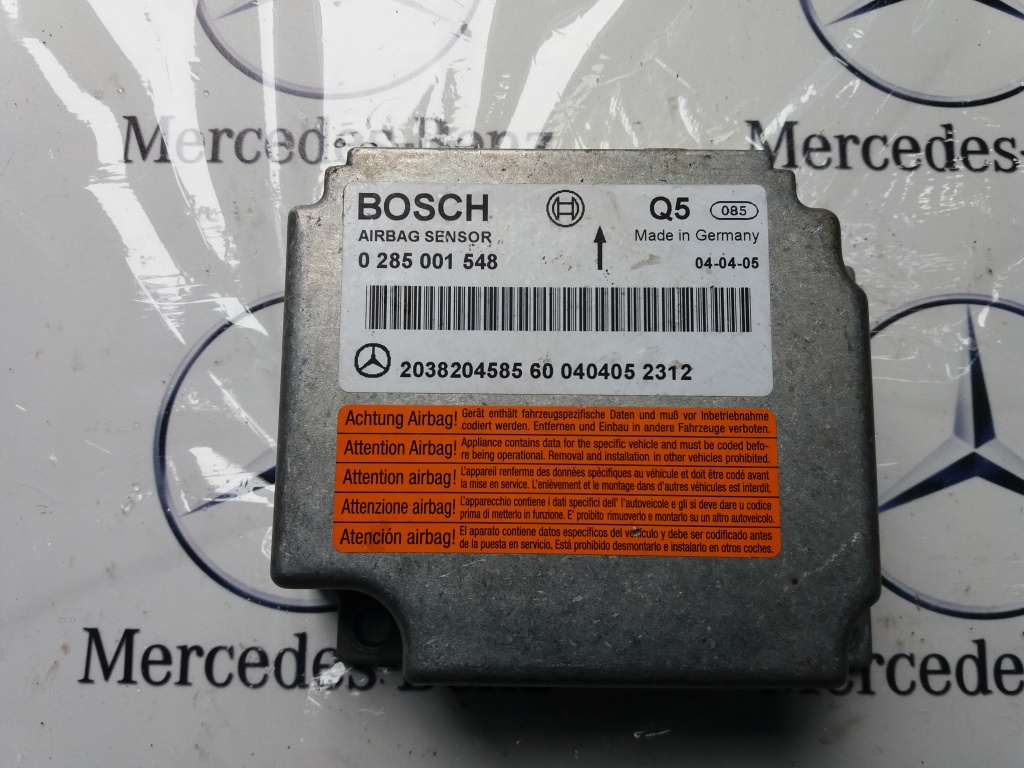 Mercedes-Benz
Mercedes-
BOSCH
Q5 085
AIRBAG SENSOR
Made in Germany
0 285 001 548
04-04-05
2038204585 60 040405 2312
Achtung Airbag! Gerät enthält fahrzeugspezifische Daten und muß vor Inbetriebnahme
codiert werden. Entfernen und Einbau in andere Fahrzeuge verboten.
Attention Airbag! Appliance contains data for the specific vehicle and must be coded befo-
re being operational. Removal and installation in other vehicles prohibited.
Attention airbag! L'appareil renferme des données spécifiques au véhicule et doit être codé avant
la mise en service. L'enlèvement et le montage dans d'autres véhicules est interdit.
Attenzione airbag! L'apparecchio contiene i dati specifici dell' l'autoveicolo e gli si deve dare u codice
prima di metterlo in funzione. E' proibito rimuoverlo e montarlo su un altro autoveicolo.
Atención airbag! El aparato contiene datos específicos del vehículo y debe ser codificado antes
de la puesta en servicio. Está prohibido desmontarlo e instalarlo en otros coches.
Mercedes-Benz
Mercedes-